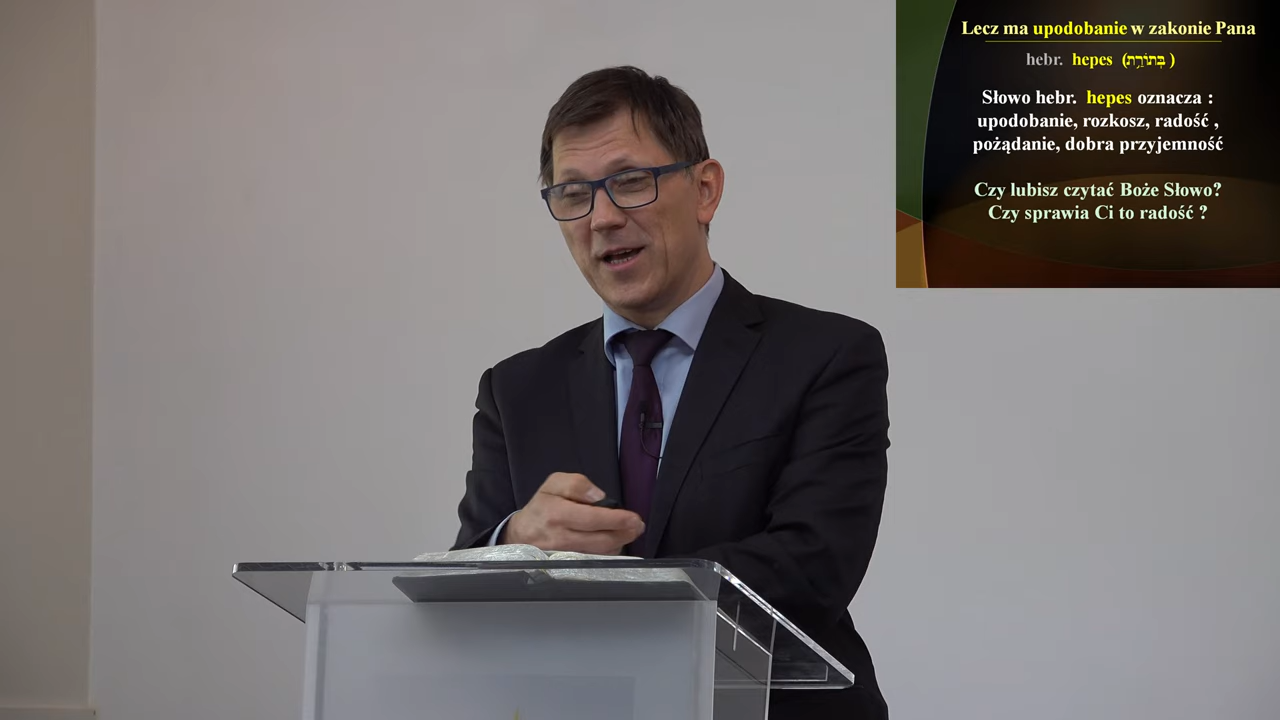 Lecz ma upodobanie w zakonie Pana
hebr. hepes (בְּתוֹרַ֥ת )
Słowo hebr. hepes oznacza :
upodobanie, rozkosz, radość ,
pożądanie, dobra przyjemność
Czy lubisz czytać Boże Słowo?
Czy sprawia Ci to radość ?